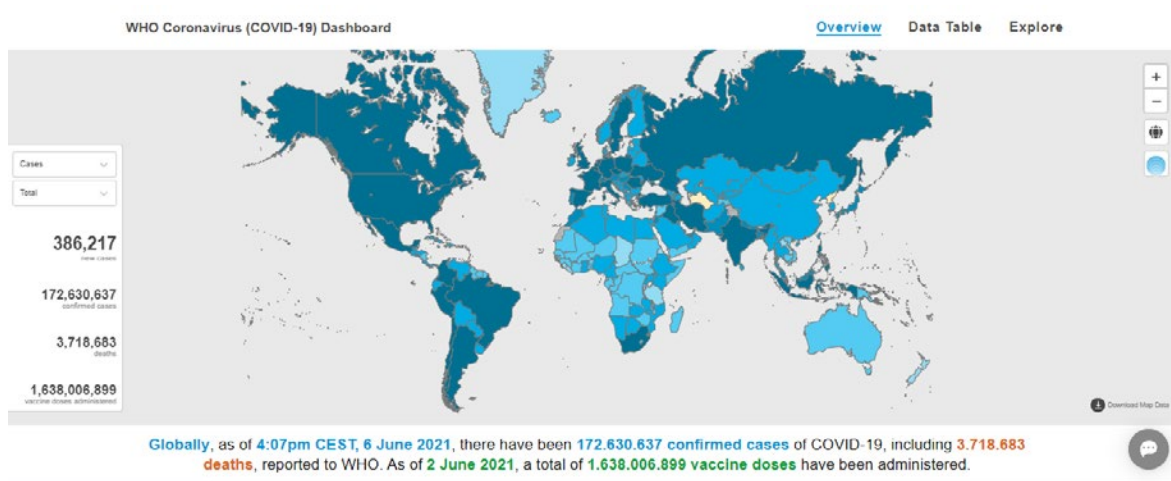 WHO Coronavirus (COVID-19) Dashboard
Overview
Data Table
Explore
+
−
Cases
Total
386,217
new cases
172,630,637
confirmed cases
3,718,683
deaths
1,638,006,899
vaccine doses administered
Download Map Data
Globally, as of 4:07pm CEST, 6 June 2021, there have been 172.630.637 confirmed cases of COVID-19, including 3.718.683
deaths, reported to WHO. As of 2 June 2021, a total of 1.638.006.899 vaccine doses have been administered.